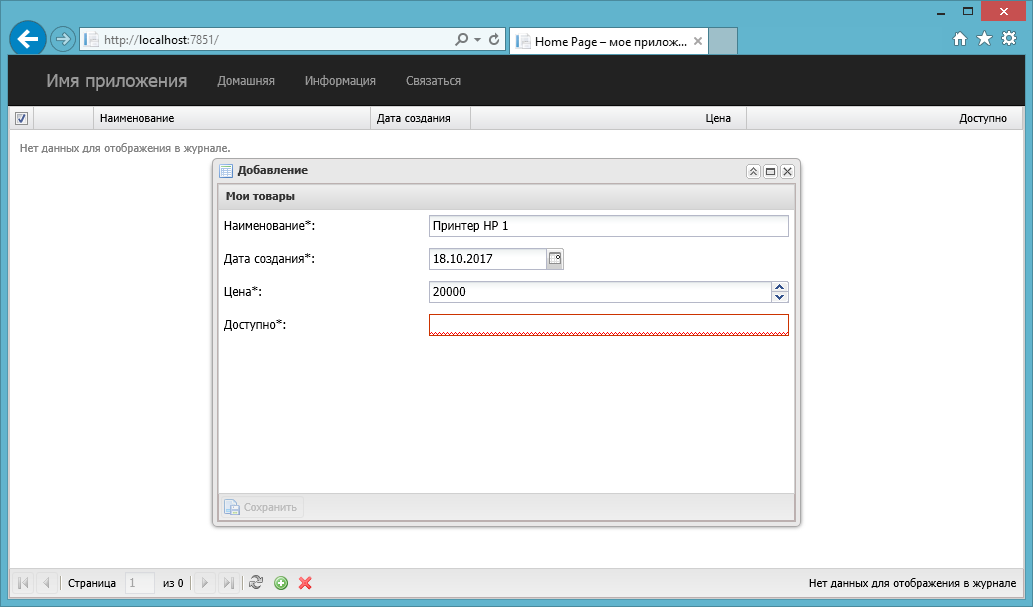 http://localhost:7851/
Home Page – мое прилож...
Имя приложения Домашняя Информация Связаться
Наименование Дата создания Цена Доступно
Нет данных для отображения в журнале.
Добавление
Мои товары
Наименование*: Принтер HP 1
Дата создания*: 18.10.2017
Цена*: 20000
Доступно*:
Сохранить
Страница 1 из 0 Нет данных для отображения в журнале